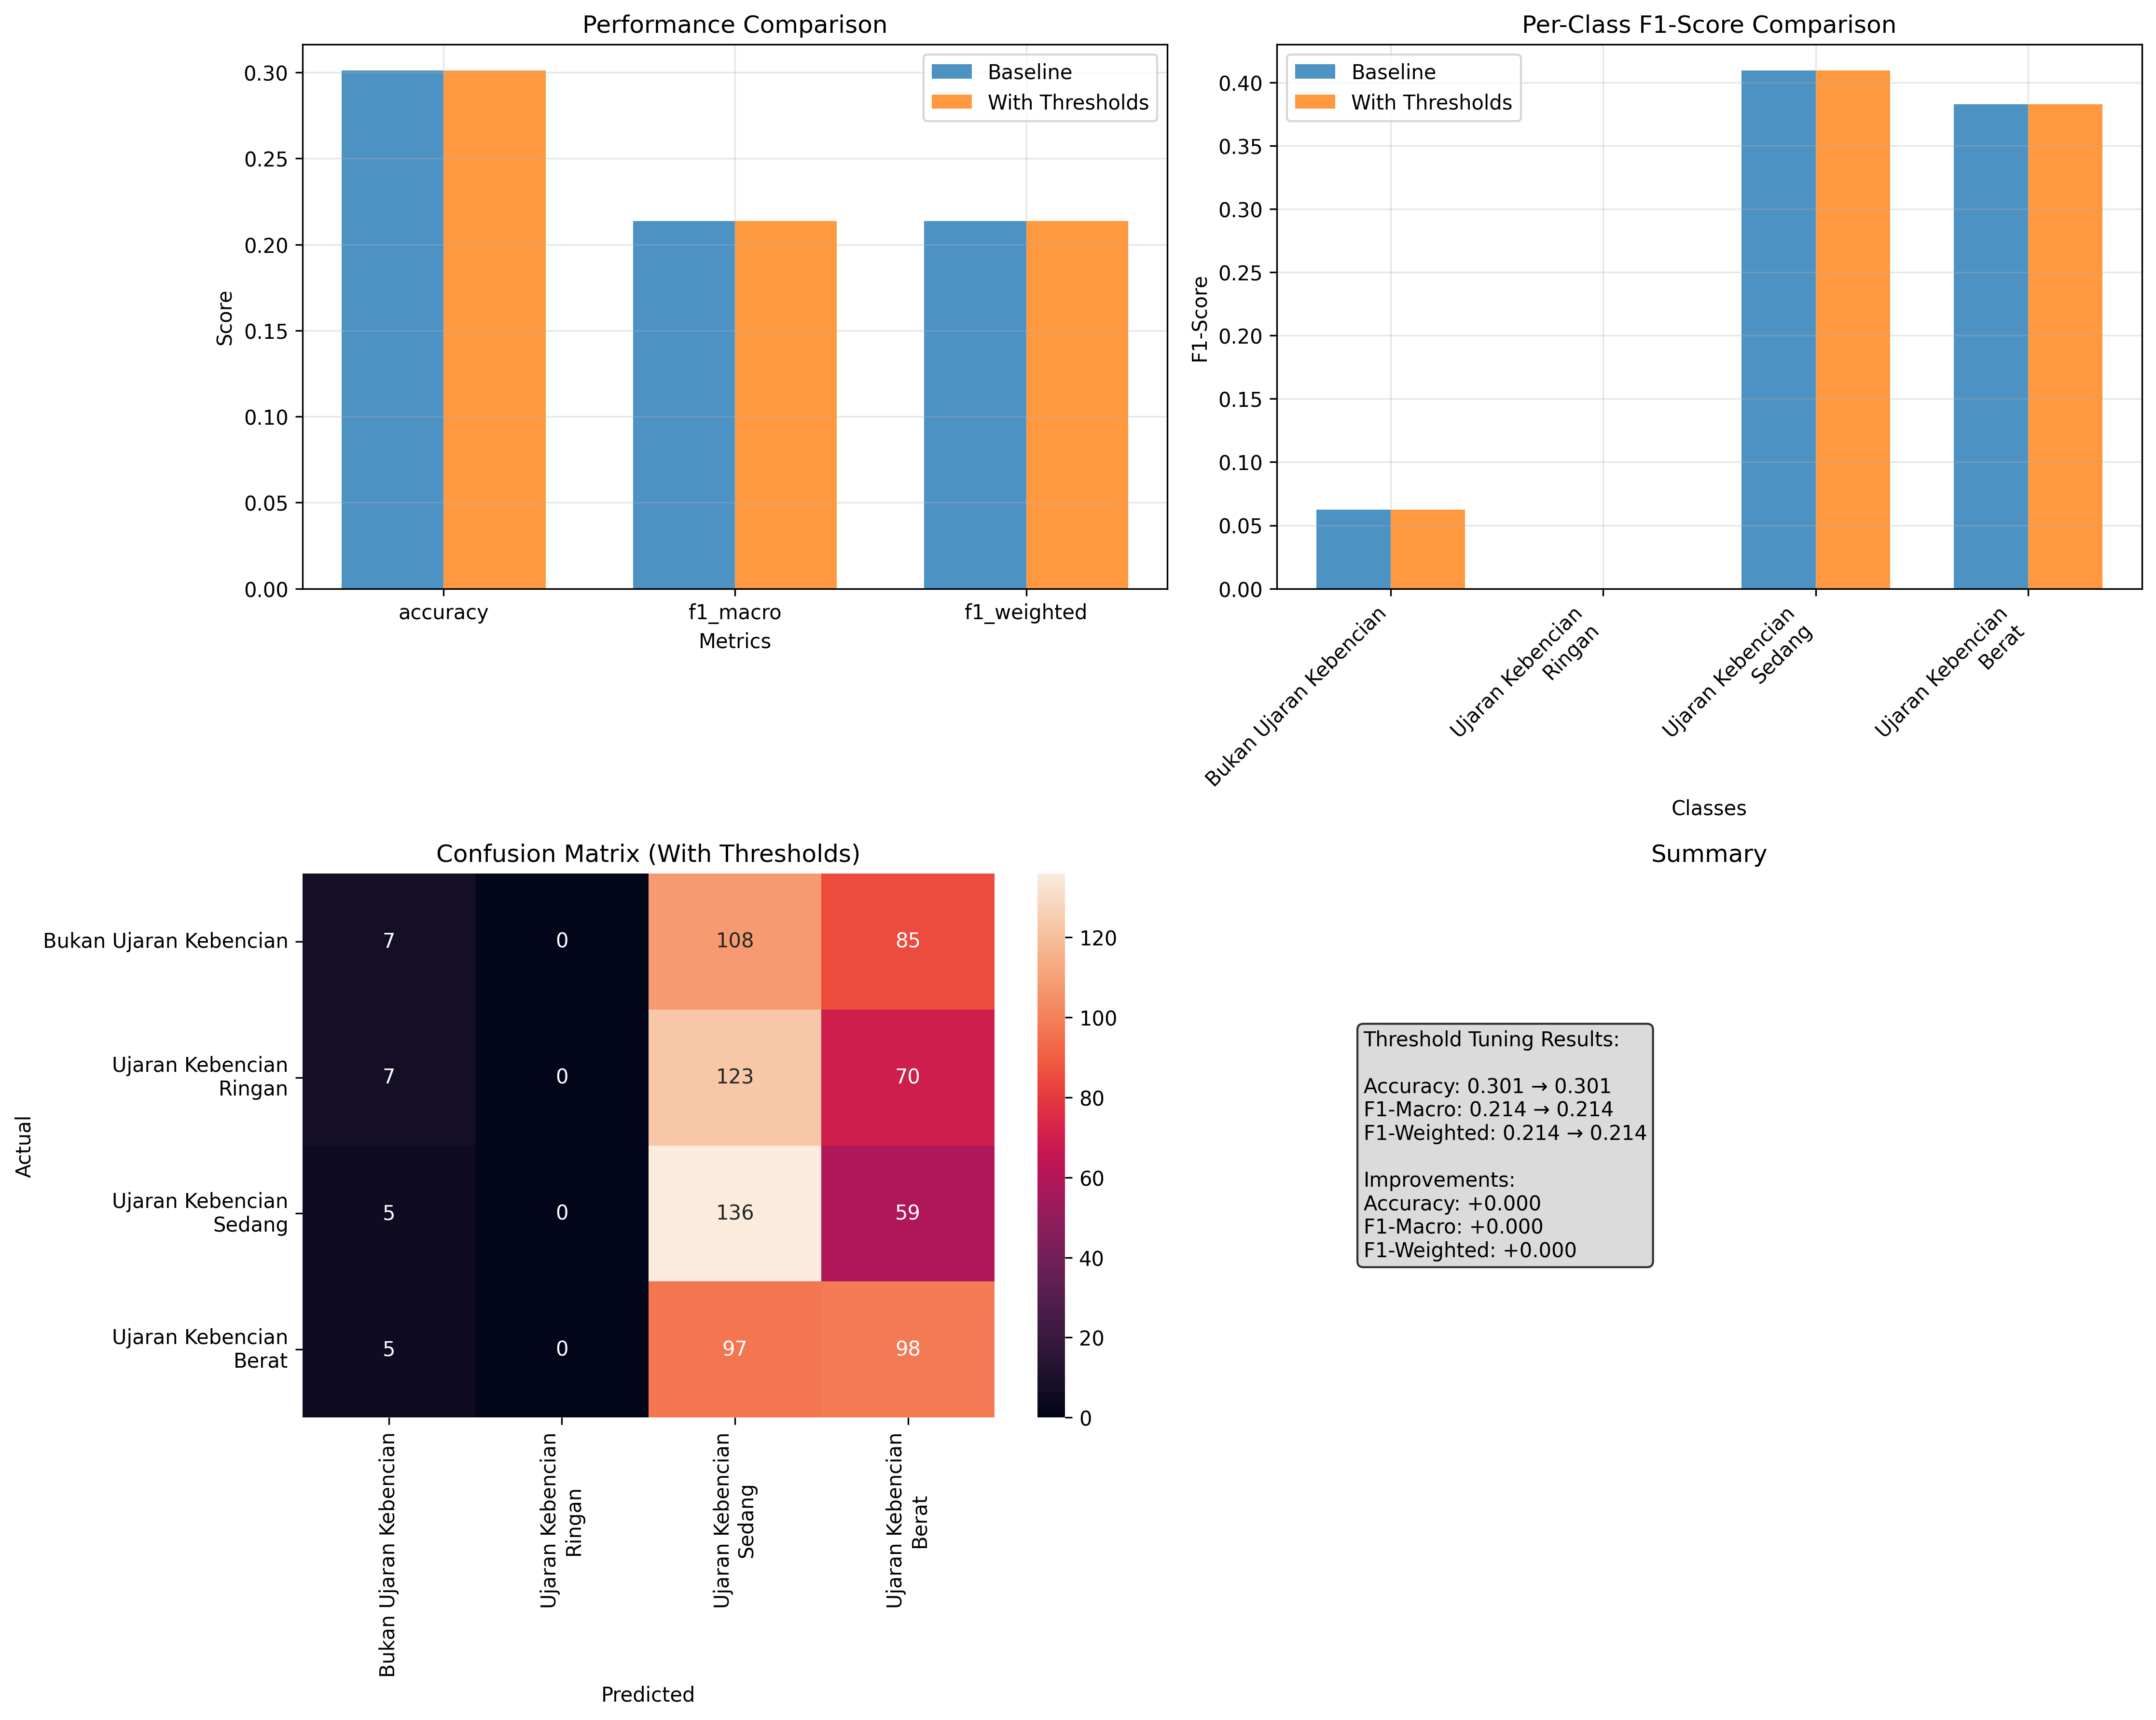 Performance Comparison
Score
0.30
0.25
0.20
0.15
0.10
0.05
0.00
Baseline
With Thresholds
accuracy
f1_macro
f1_weighted
Metrics
Per-Class F1-Score Comparison
F1-Score
0.40
0.35
0.30
0.25
0.20
0.15
0.10
0.05
0.00
Baseline
With Thresholds
Bukan Ujaran Kebencian
Ujaran Kebencian
Ringan
Ujaran Kebencian
Sedang
Ujaran Kebencian
Berat
Classes
Confusion Matrix (With Thresholds)
Actual
Bukan Ujaran Kebencian
7 0 108 85
Ujaran Kebencian
Ringan
7 0 123 70
Ujaran Kebencian
Sedang
5 0 136 59
Ujaran Kebencian
Berat
5 0 97 98
120
100
80
60
40
20
0
Bukan Ujaran Kebencian
Ujaran Kebencian
Ringan
Ujaran Kebencian
Sedang
Ujaran Kebencian
Berat
Predicted
Summary
Threshold Tuning Results:
Accuracy: 0.301 → 0.301
F1-Macro: 0.214 → 0.214
F1-Weighted: 0.214 → 0.214
Improvements:
Accuracy: +0.000
F1-Macro: +0.000
F1-Weighted: +0.000